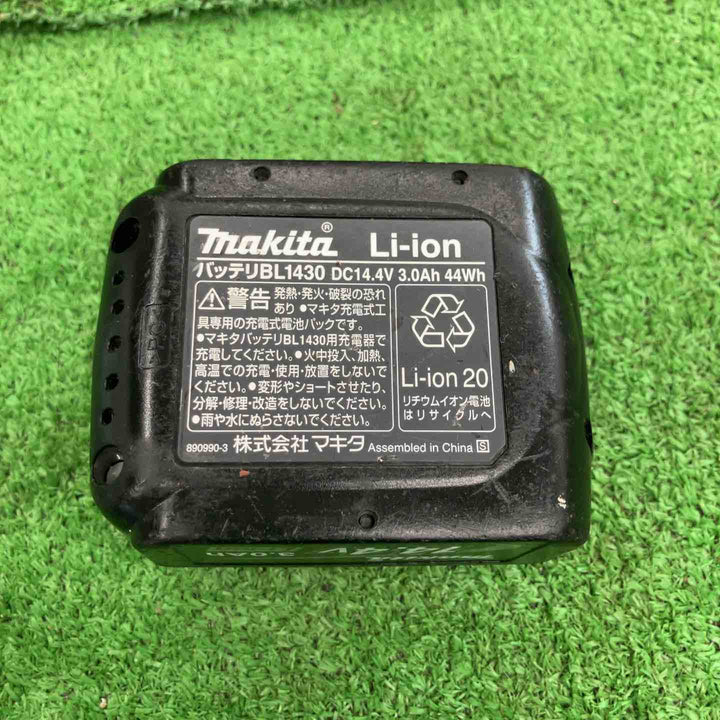 makita® Li-ion
バッテリBL1430 DC14.4V 3.0Ah 44Wh
警告 発熱・発火・破裂の恐れ
あり ●マキタ充電式工
具専用の充電式電池パックです。
●マキタバッテリBL1430用充電器で
充電してください。●火中投入、加熱、
高温での充電・使用・放置をしないで
ください。●変形やショートさせたり、
分解・修理・改造をしないでください。
●雨や水にぬらさないでください。
Li-ion 20
リチウムイオン電池
はリサイクルへ
890990-3 株式会社 マキタ Assembled in China S
14.4V
3.0Ah